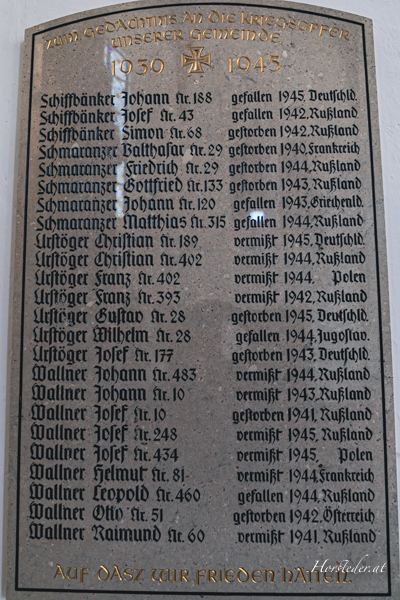 ZUM GEDÄCHTNIS AN DIE KRIEGSOPFER
UNSERER GEMEINDE
1939 1945
Schiffbänker Johann Nr. 188 gefallen 1945, Deutschld.
Schiffbänker Josef Nr. 43 gefallen 1942, Rußland
Schiffbänker Simon Nr. 68 gestorben 1942, Rußland
Schmaranzer Balthasar Nr. 29 gestorben 1940, Frankreich
Schmaranzer Friedrich Nr. 29 gestorben 1944, Rußland
Schmaranzer Gottfried Nr. 133 gestorben 1943, Rußland
Schmaranzer Johann Nr. 120 gefallen 1943, Griechenld.
Schmaranzer Matthias Nr. 315 gefallen 1944, Rußland
Urstöger Christian Nr. 189 vermißt 1945, Deutschld.
Urstöger Christian Nr. 402 vermißt 1944, Rußland
Urstöger Franz Nr. 402 vermißt 1944, Polen
Urstöger Franz Nr. 393 vermißt 1942, Rußland
Urstöger Gustav Nr. 28 gestorben 1945, Deutschld.
Urstöger Wilhelm Nr. 28 gefallen 1944, Jugoslav.
Urstöger Josef Nr. 177 gestorben 1943, Deutschld.
Wallner Johann Nr. 483 vermißt 1944, Rußland
Wallner Johann Nr. 10 vermißt 1943, Rußland
Wallner Josef Nr. 10 gestorben 1941, Rußland
Wallner Josef Nr. 248 vermißt 1945, Rußland
Wallner Josef Nr. 434 vermißt 1945, Polen
Wallner Helmut Nr. 81 vermißt 1944, Frankreich
Wallner Leopold Nr. 460 gefallen 1944, Rußland
Wallner Otto Nr. 51 gestorben 1942, Österreich
Wallner Raimund Nr. 60 vermißt 1941, Rußland
Horsteder.at
AUF DASZ WIR FRIEDEN HATTEN.